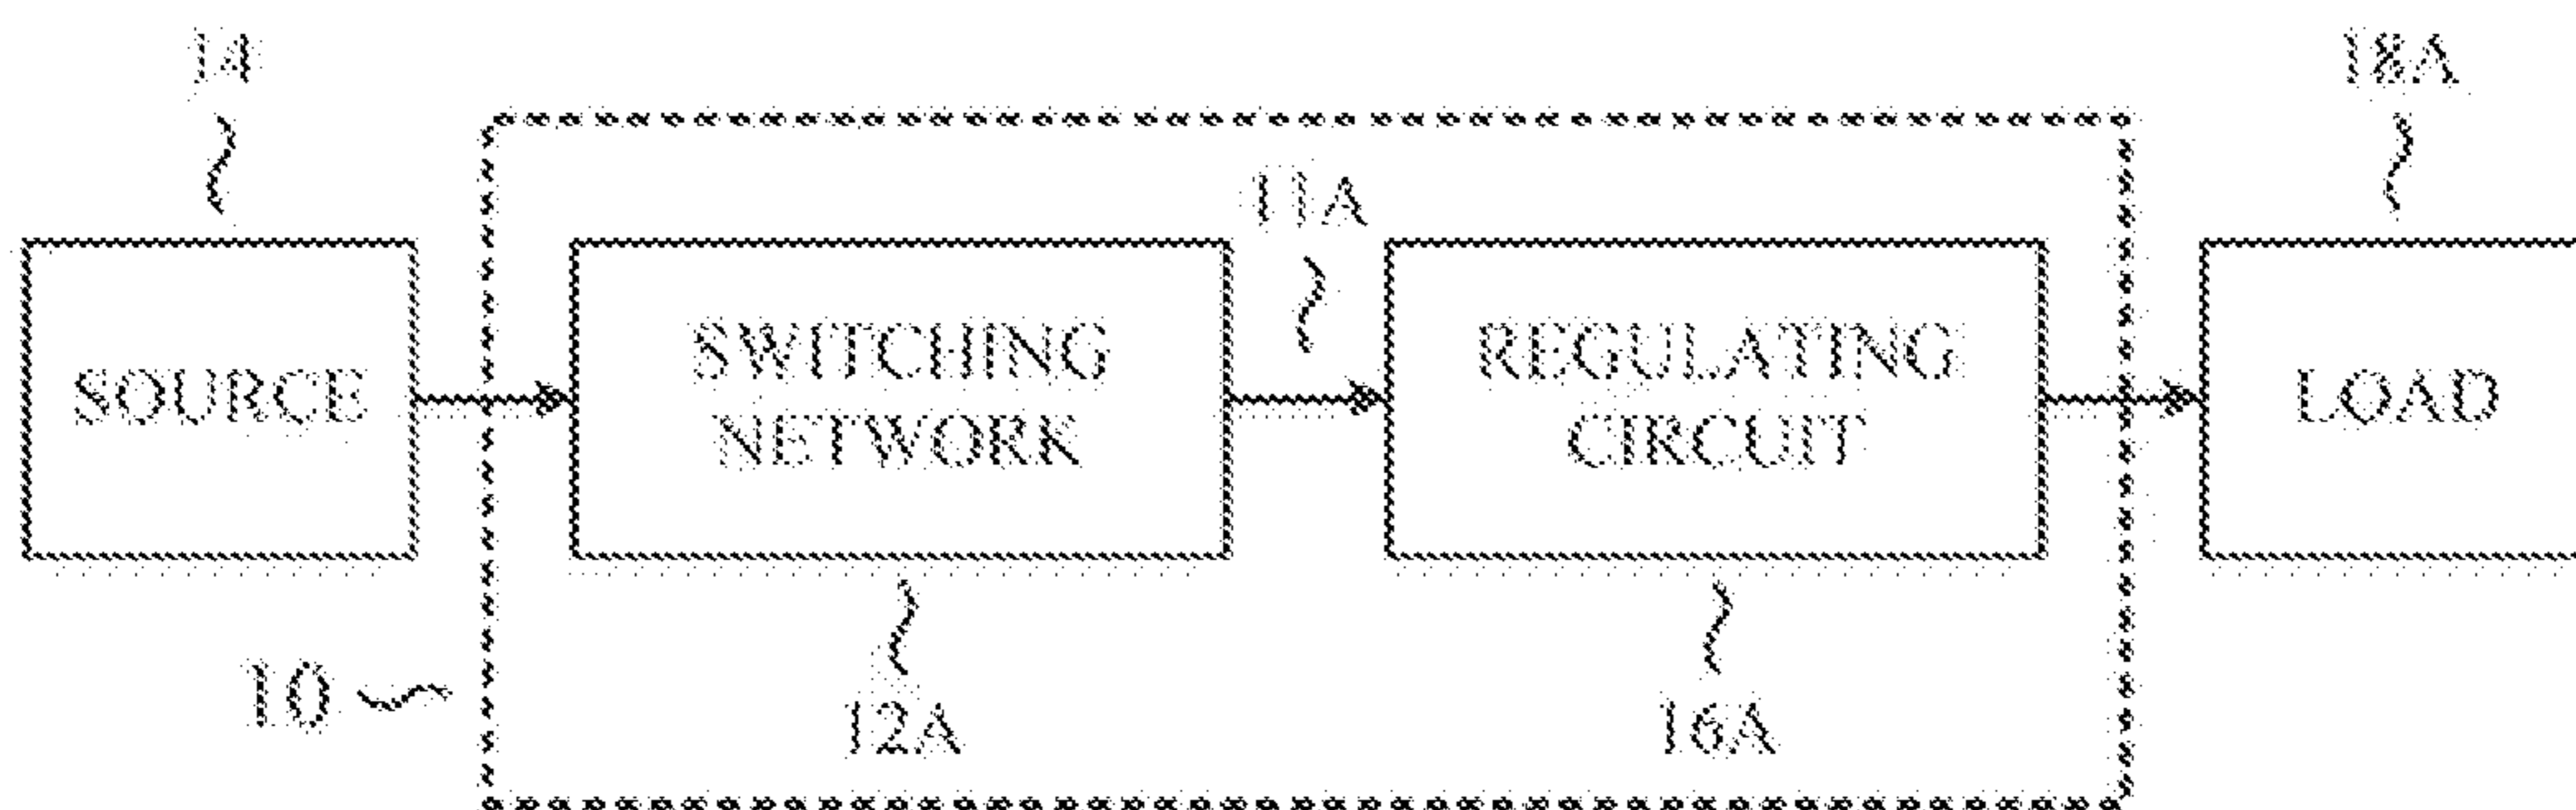 14
18A
11A
SOURCE
SWITCHING
NETWORK
REGULATING
CIRCUIT
LOAD
10
12A
16A